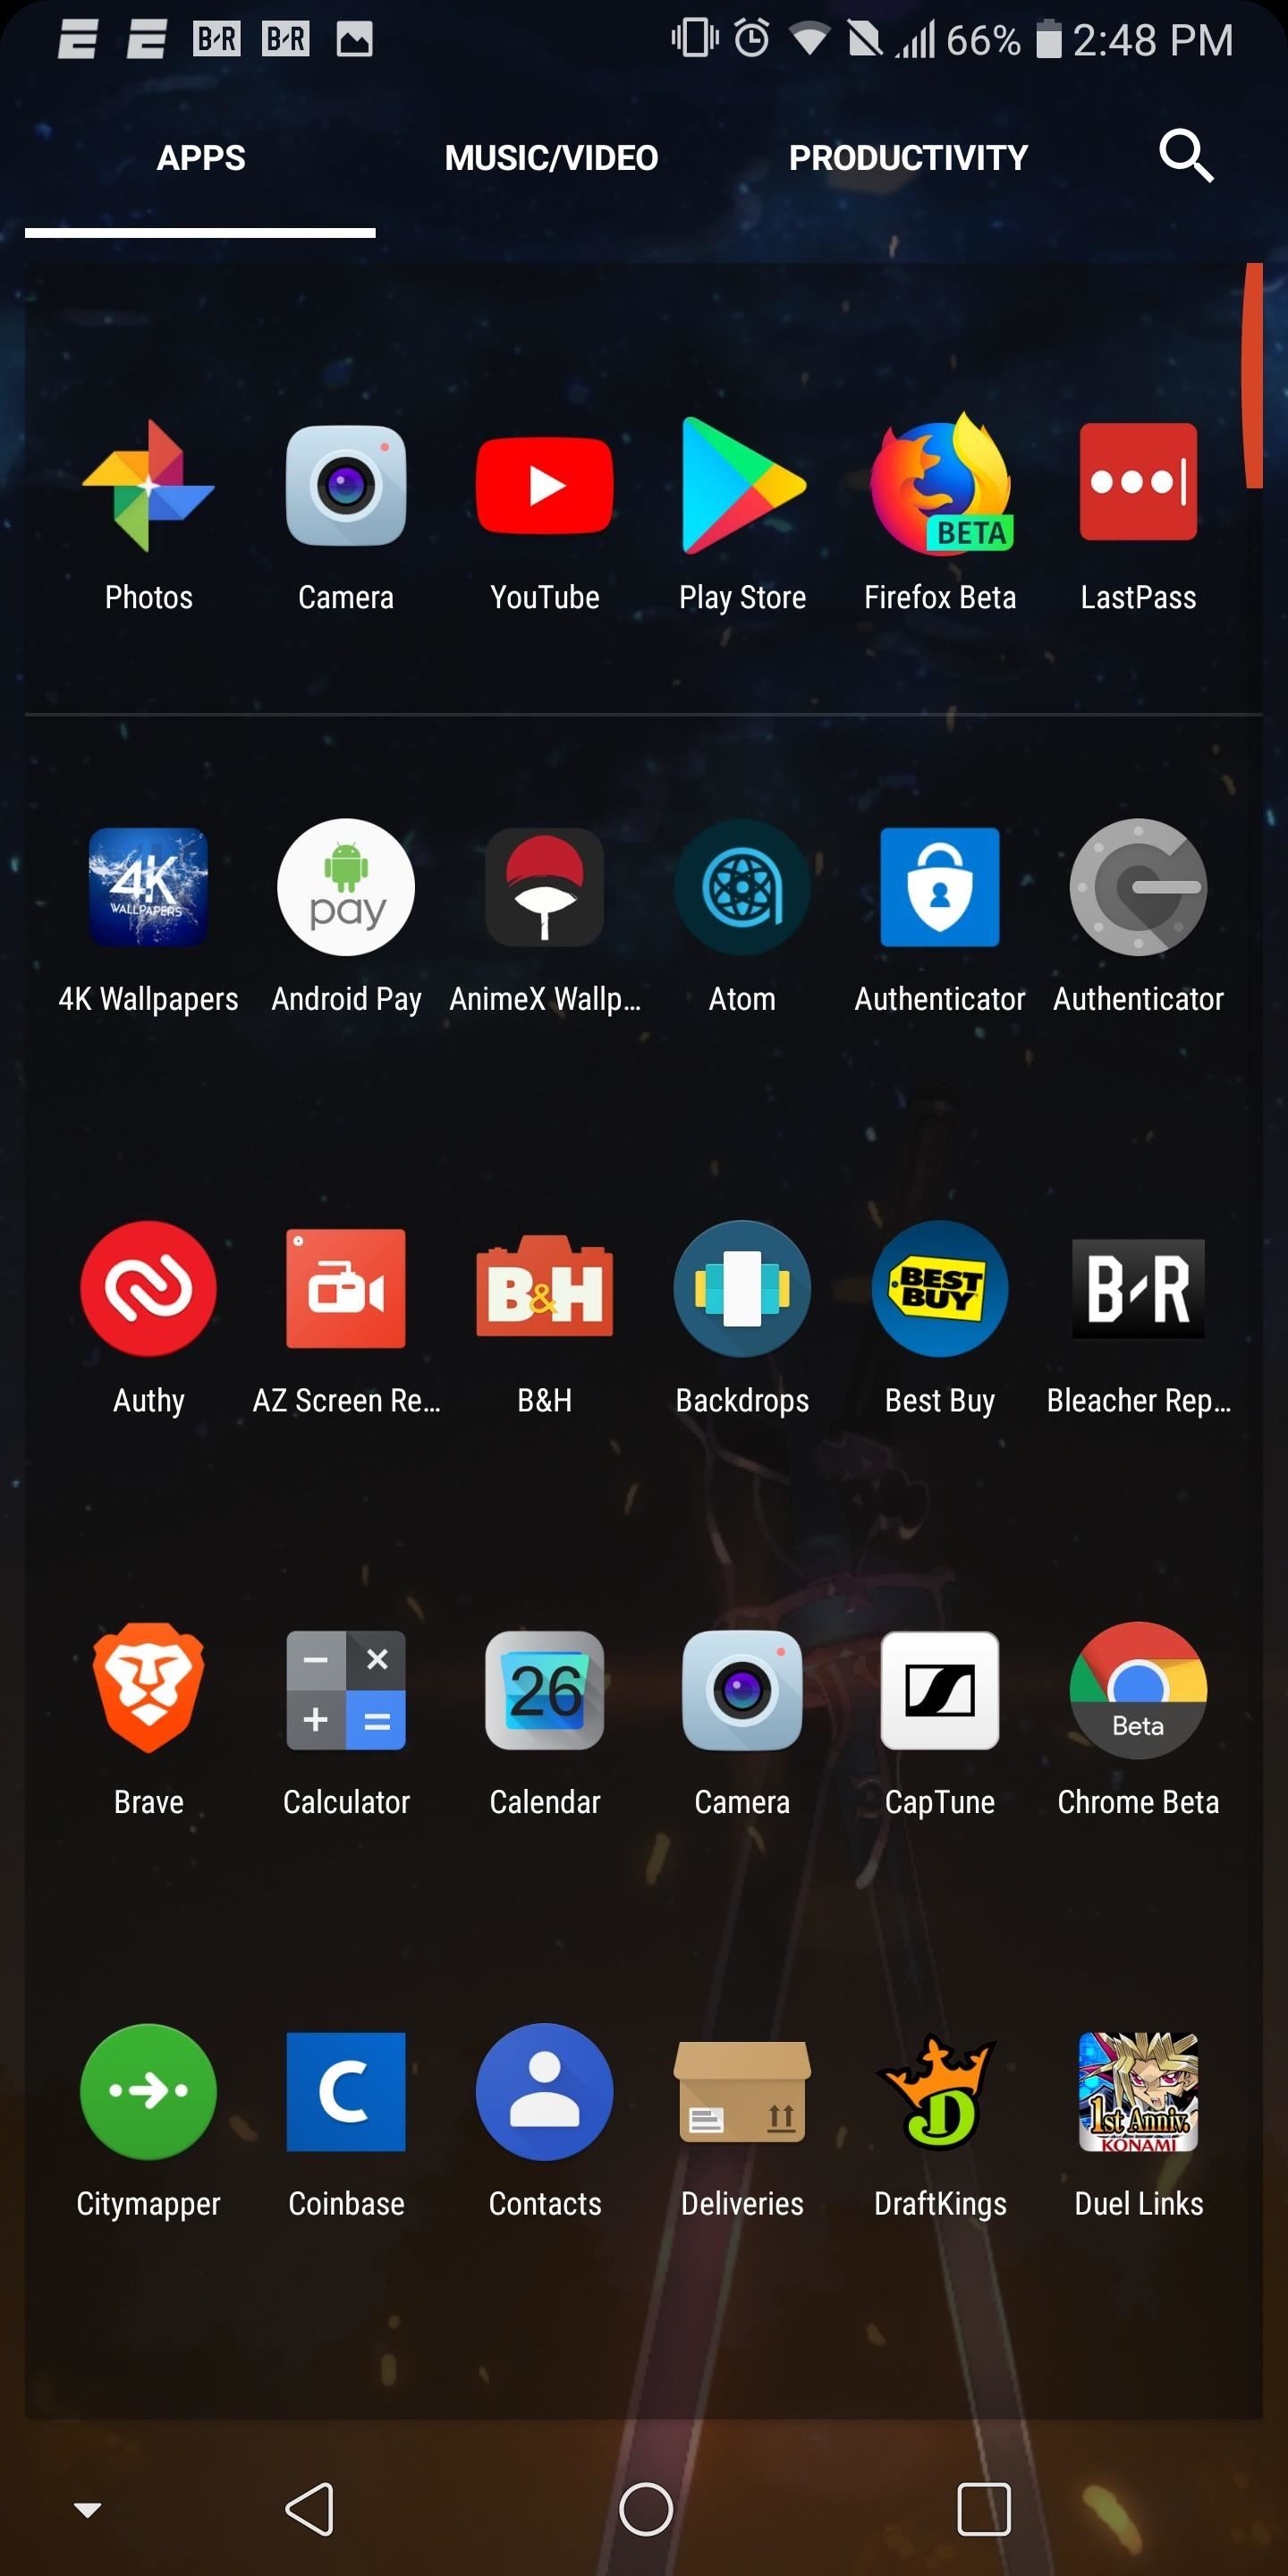 B/R B/R 66% 2:48 PM
APPS MUSIC/VIDEO PRODUCTIVITY
BETA
Photos Camera YouTube Play Store Firefox Beta LastPass
4K WALLPAPERS pay
4K Wallpapers Android Pay AnimeX Wallp... Atom Authenticator Authenticator
B&H BEST BUY B/R
Authy AZ Screen Re... B&H Backdrops Best Buy Bleacher Rep...
− × + = 26 Beta
Brave Calculator Calendar Camera CapTune Chrome Beta
C D 1st Anniv. KONAMI
Citymapper Coinbase Contacts Deliveries DraftKings Duel Links